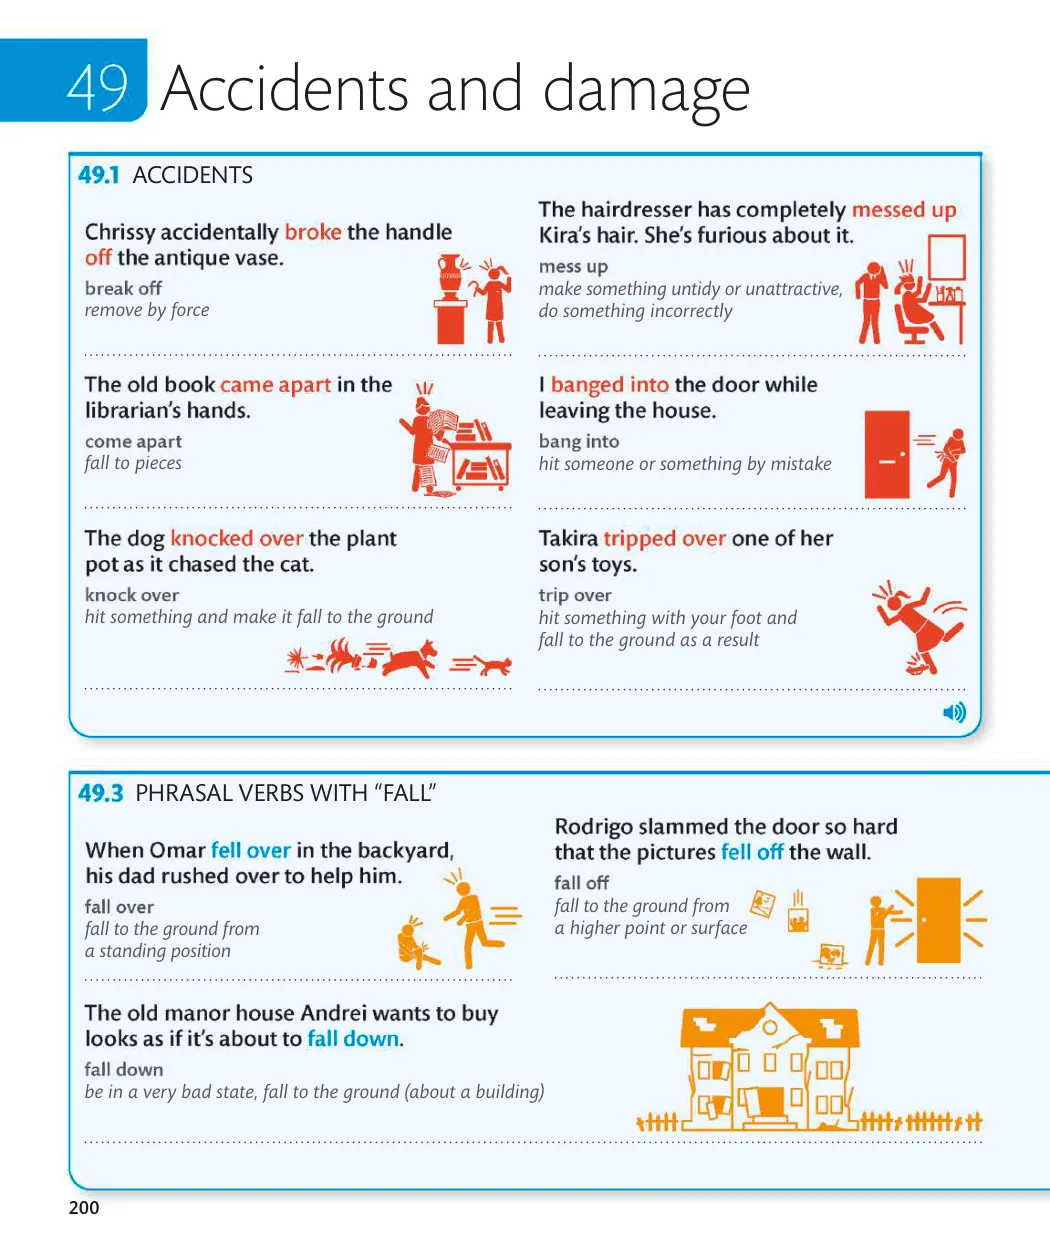 49 Accidents and damage
49.1 ACCIDENTS
Chrissy accidentally broke the handle
off the antique vase.
break off
remove by force
The old book came apart in the
librarian's hands.
come apart
fall to pieces
The dog knocked over the plant
pot as it chased the cat.
knock over
hit something and make it fall to the ground
The hairdresser has completely messed up
Kira's hair. She's furious about it.
mess up
make something untidy or unattractive,
do something incorrectly
I banged into the door while
leaving the house.
bang into
hit someone or something by mistake
Takira tripped over one of her
son's toys.
trip over
hit something with your foot and
fall to the ground as a result
49.3 PHRASAL VERBS WITH “FALL”
When Omar fell over in the backyard,
his dad rushed over to help him.
fall over
fall to the ground from
a standing position
Rodrigo slammed the door so hard
that the pictures fell off the wall.
fall off
fall to the ground from
a higher point or surface
The old manor house Andrei wants to buy
looks as if it's about to fall down.
fall down
be in a very bad state, fall to the ground (about a building)
200